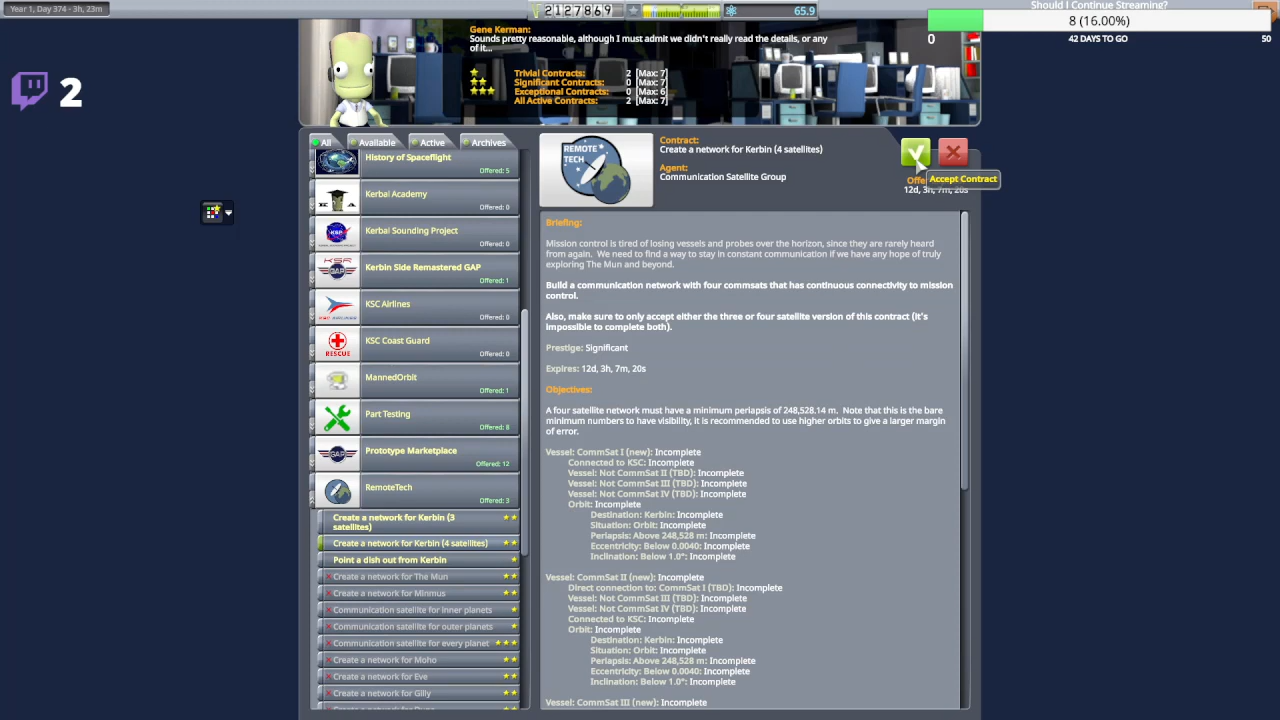 Year 1, Day 374 - 3h, 23m
2127869
65.9
Should I Continue Streaming?
8 (16.00%)
0
42 DAYS TO GO
50
2
Gene Kerman:
Sounds pretty reasonable, although I must admit we didn't really read the details, or any
of it...
Trivial Contracts: 2 [Max: 7]
Significant Contracts: 0 [Max: 7]
Exceptional Contracts: 0 [Max: 6]
All Active Contracts: 2 [Max: 7]
All
Available
Active
Archives
History of Spaceflight
Offered: 5
Kerbal Academy
Offered: 0
Kerbal Sounding Project
Offered: 0
Kerbin Side Remastered GAP
Offered: 1
KSC Airlines
Offered: 0
KSC Coast Guard
Offered: 0
RESCUE
MannedOrbit
Offered: 1
Part Testing
Offered: 8
Prototype Marketplace
Offered: 12
RemoteTech
Offered: 3
Create a network for Kerbin (3
satellites)
Create a network for Kerbin (4 satellites)
Point a dish out from Kerbin
Create a network for The Mun
Create a network for Minmus
Communication satellite for inner planets
Communication satellite for outer planets
Communication satellite for every planet
Create a network for Moho
Create a network for Eve
Create a network for Gilly
REMOTE
TECH
Contract:
Create a network for Kerbin (4 satellites)
Agent:
Communication Satellite Group
Accept Contract
12d, 3h, 7m, 20s
Briefing:
Mission control is tired of losing vessels and probes over the horizon, since they are rarely heard
from again. We need to find a way to stay in constant communication if we have any hope of truly
exploring The Mun and beyond.
Build a communication network with four commsats that has continuous connectivity to mission
control.
Also, make sure to only accept either the three or four satellite version of this contract (it's
impossible to complete both).
Prestige: Significant
Expires: 12d, 3h, 7m, 20s
Objectives:
A four satellite network must have a minimum periapsis of 248,528.14 m. Note that this is the bare
minimum numbers to have visibility, it is recommended to use higher orbits to give a larger margin
of error.
Vessel: CommSat I (new): Incomplete
Connected to KSC: Incomplete
Vessel: Not CommSat II (TBD): Incomplete
Vessel: Not CommSat III (TBD): Incomplete
Vessel: Not CommSat IV (TBD): Incomplete
Orbit: Incomplete
Destination: Kerbin: Incomplete
Situation: Orbit: Incomplete
Periapsis: Above 248,528 m: Incomplete
Eccentricity: Below 0.0040: Incomplete
Inclination: Below 1.0°: Incomplete
Vessel: CommSat II (new): Incomplete
Direct connection to: CommSat I (TBD): Incomplete
Vessel: Not CommSat III (TBD): Incomplete
Vessel: Not CommSat IV (TBD): Incomplete
Connected to KSC: Incomplete
Orbit: Incomplete
Destination: Kerbin: Incomplete
Situation: Orbit: Incomplete
Periapsis: Above 248,528 m: Incomplete
Eccentricity: Below 0.0040: Incomplete
Inclination: Below 1.0°: Incomplete
Vessel: CommSat III (new): Incomplete